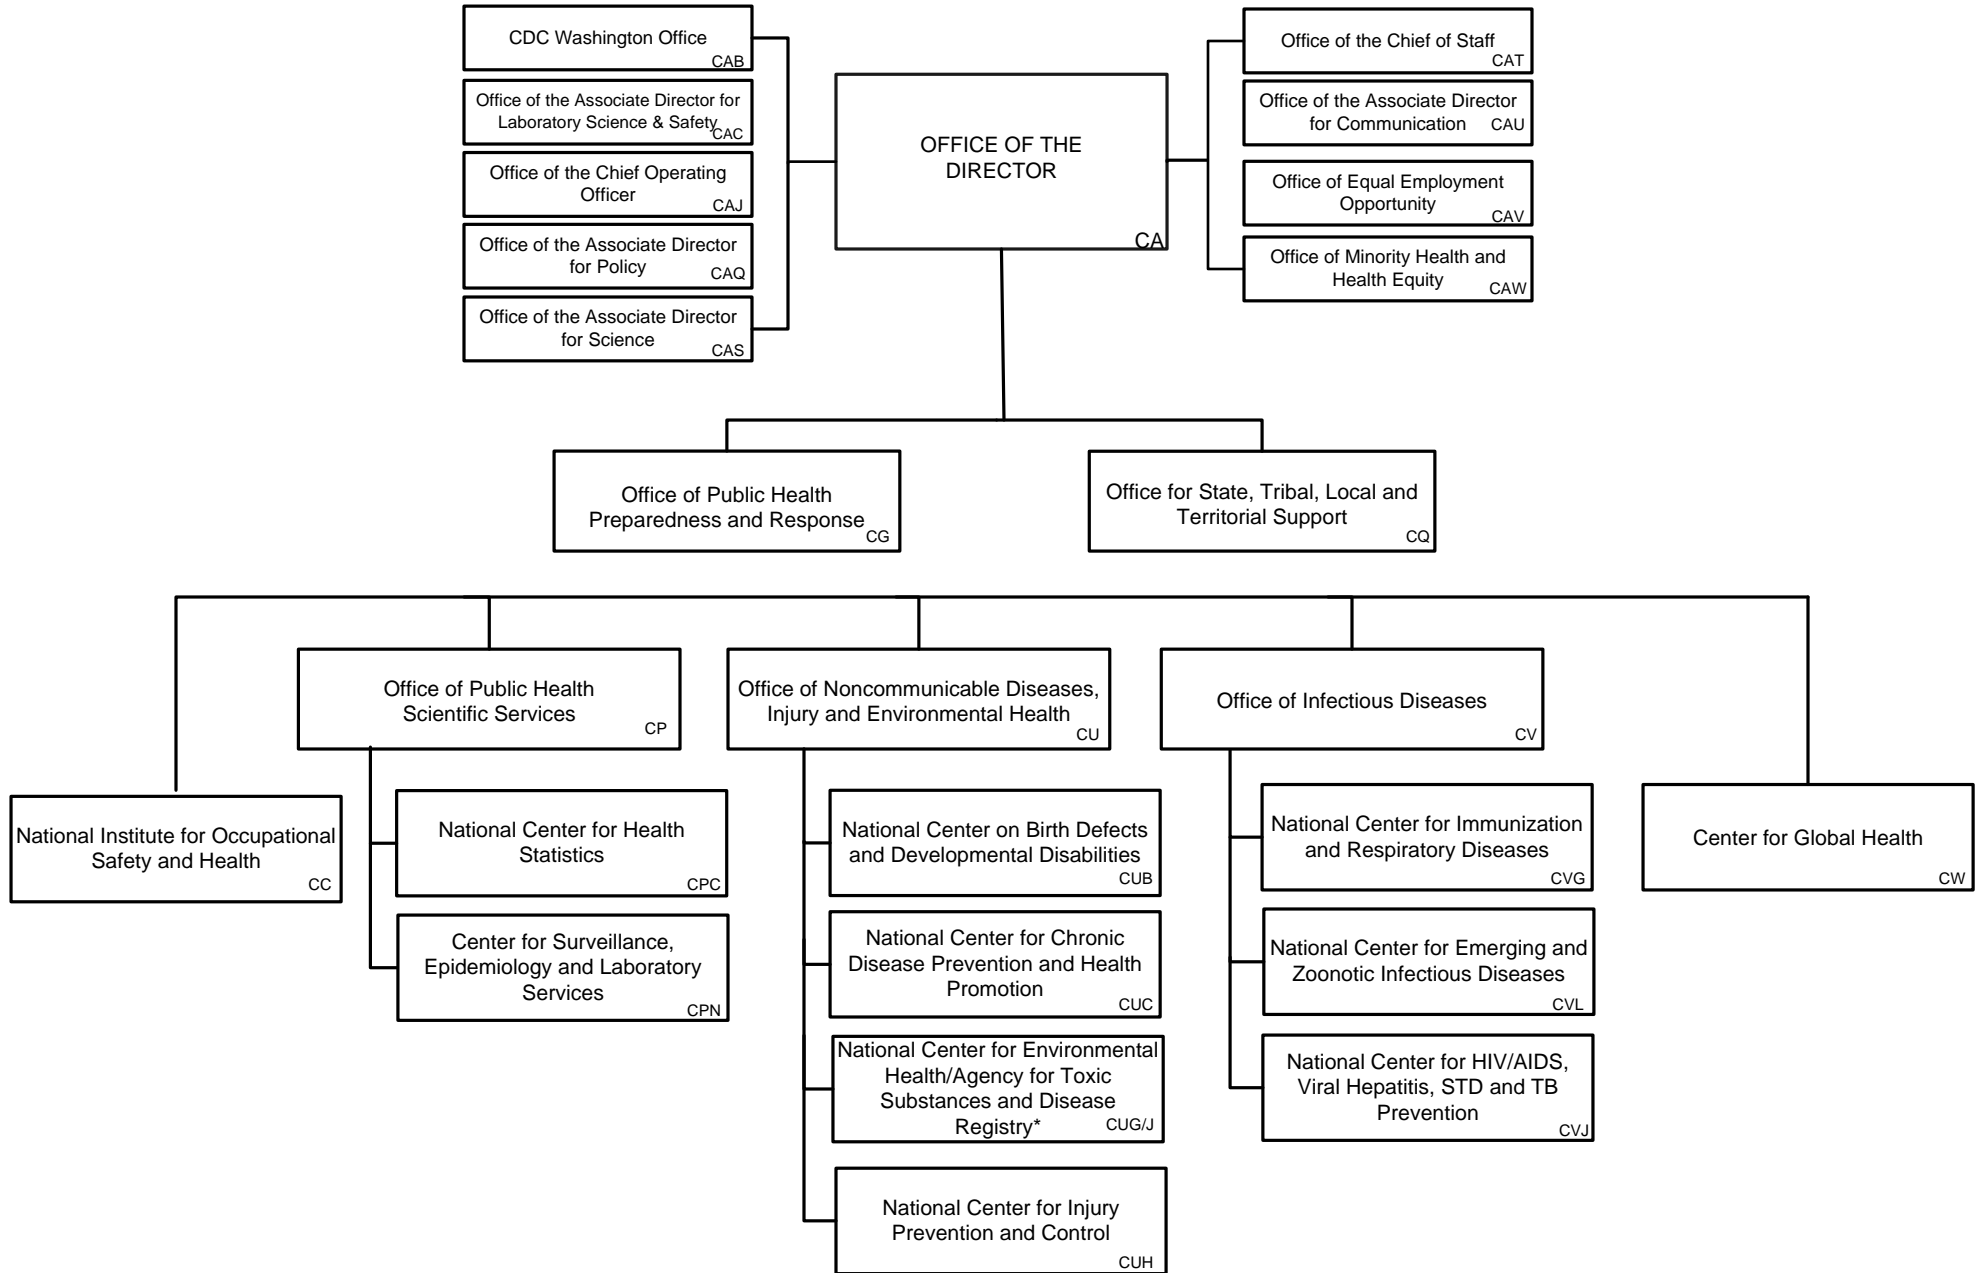 CDC Washington Office
CAB
Office of the Associate Director for
Laboratory Science & Safety
CAC
Office of the Chief Operating
Officer
CAJ
Office of the Associate Director
for Policy
CAQ
Office of the Associate Director
for Science
CAS
OFFICE OF THE
DIRECTOR
CA
Office of the Chief of Staff
CAT
Office of the Associate Director
for Communication CAU
Office of Equal Employment
Opportunity
CAV
Office of Minority Health and
Health Equity
CAW
Office of Public Health
Preparedness and Response
CG
Office for State, Tribal, Local and
Territorial Support
CQ
National Institute for Occupational
Safety and Health
CC
Office of Public Health
Scientific Services
CP
National Center for Health
Statistics
CPC
Center for Surveillance,
Epidemiology and Laboratory
Services
CPN
Office of Noncommunicable Diseases,
Injury and Environmental Health
CU
National Center on Birth Defects
and Developmental Disabilities
CUB
National Center for Chronic
Disease Prevention and Health
Promotion
CUC
National Center for Environmental
Health/Agency for Toxic
Substances and Disease
Registry* CUG/J
National Center for Injury
Prevention and Control
CUH
Office of Infectious Diseases
CV
National Center for Immunization
and Respiratory Diseases
CVG
National Center for Emerging and
Zoonotic Infectious Diseases
CVL
National Center for HIV/AIDS,
Viral Hepatitis, STD and TB
Prevention
CVJ
Center for Global Health
CW